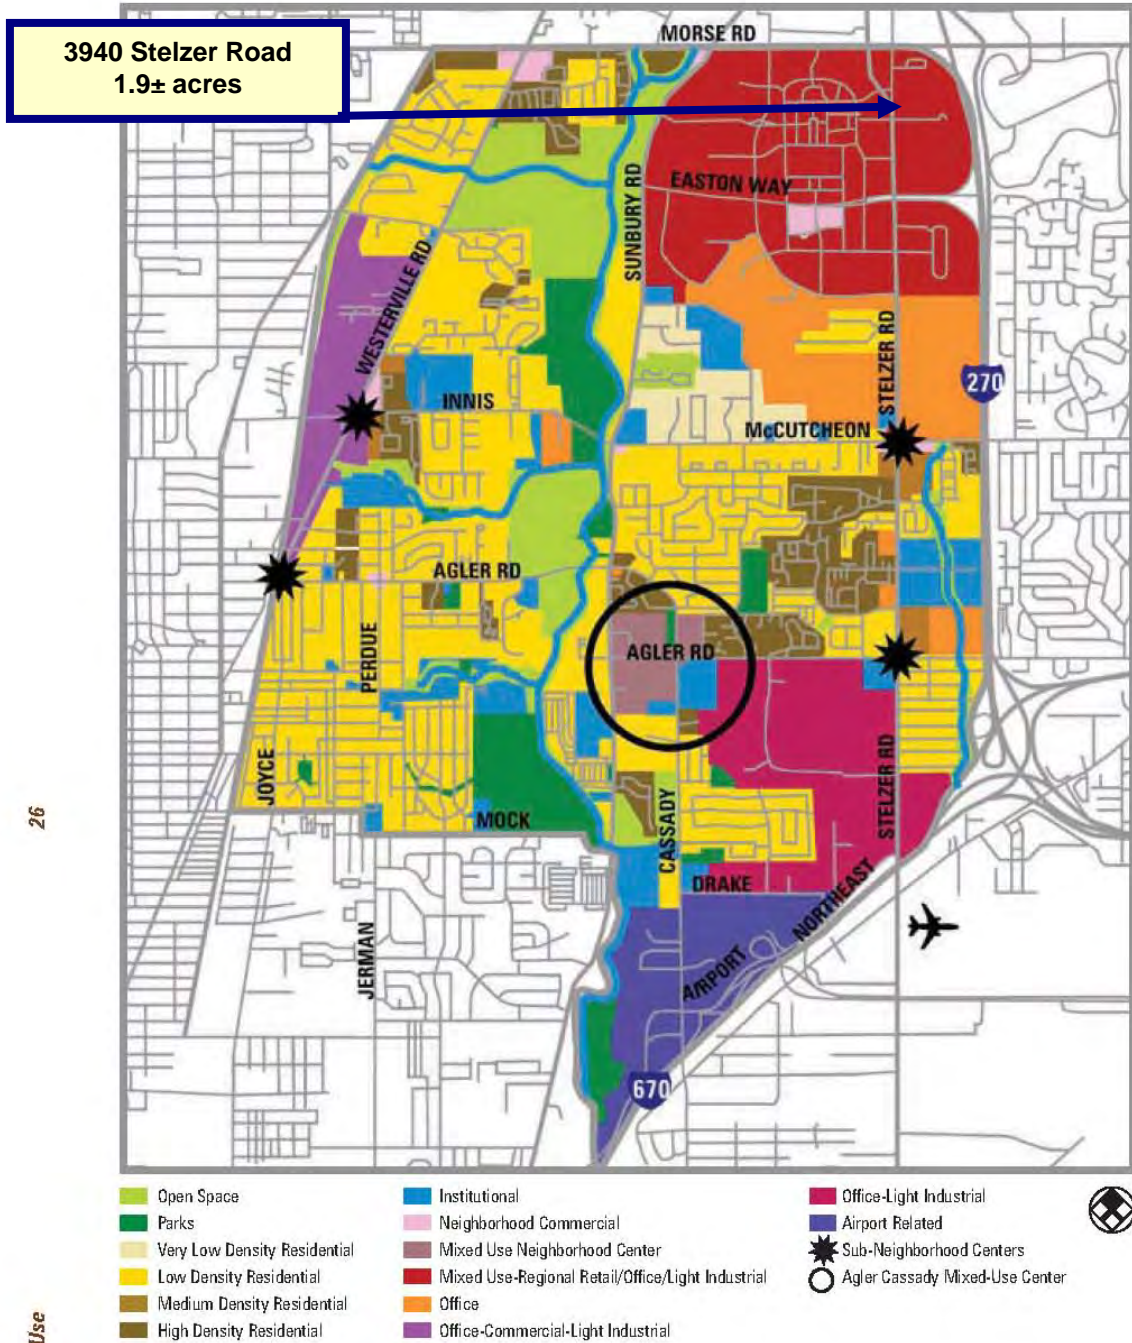 3940 Stelzer Road
1.9± acres
MORSE RD
EASTON WAY
SUNBURY RD
WESTERVILLE RD
STELZER RD
270
INNIS
McCUTCHEON
AGLER RD
AGLER RD
PERDUE
JOYCE
STELZER RD
CASSADY
MOCK
DRAKE
NORTHEAST
AIRPORT
JERMAN
670
26
Use
Open Space
Parks
Very Low Density Residential
Low Density Residential
Medium Density Residential
High Density Residential
Institutional
Neighborhood Commercial
Mixed Use Neighborhood Center
Mixed Use-Regional Retail/Office/Light Industrial
Office
Office-Commercial-Light Industrial
Office-Light Industrial
Airport Related
Sub-Neighborhood Centers
Agler Cassady Mixed-Use Center